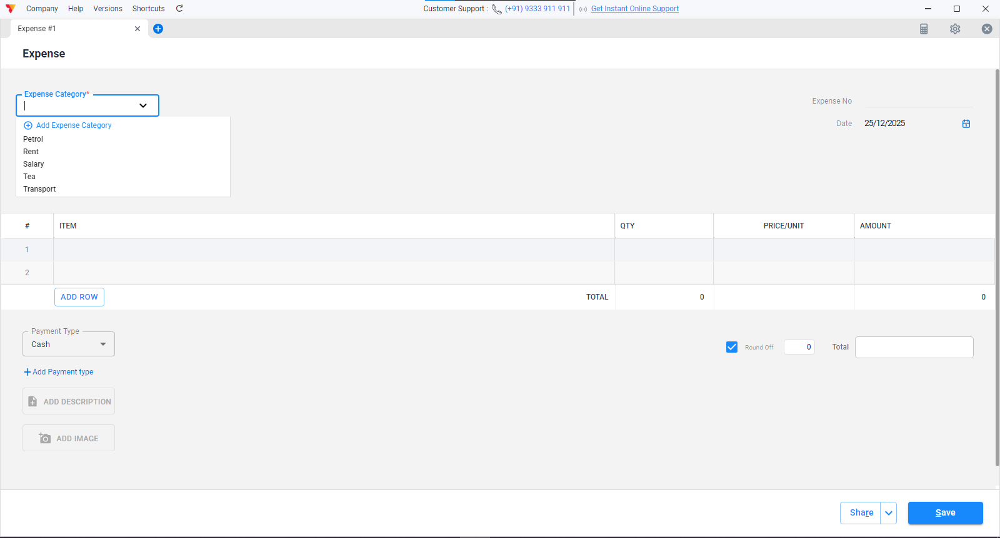 Company Help Versions Shortcuts Customer Support : (+91) 9333 911 911 Get Instant Online Support
Expense #1
Expense
Expense Category*
Add Expense Category
Petrol
Rent
Salary
Tea
Transport
Expense No
Date 25/12/2025
# ITEM QTY PRICE/UNIT AMOUNT
1
2
ADD ROW TOTAL 0 0
Payment Type
Cash
Add Payment type
ADD DESCRIPTION
ADD IMAGE
Round Off 0 Total
Share Save